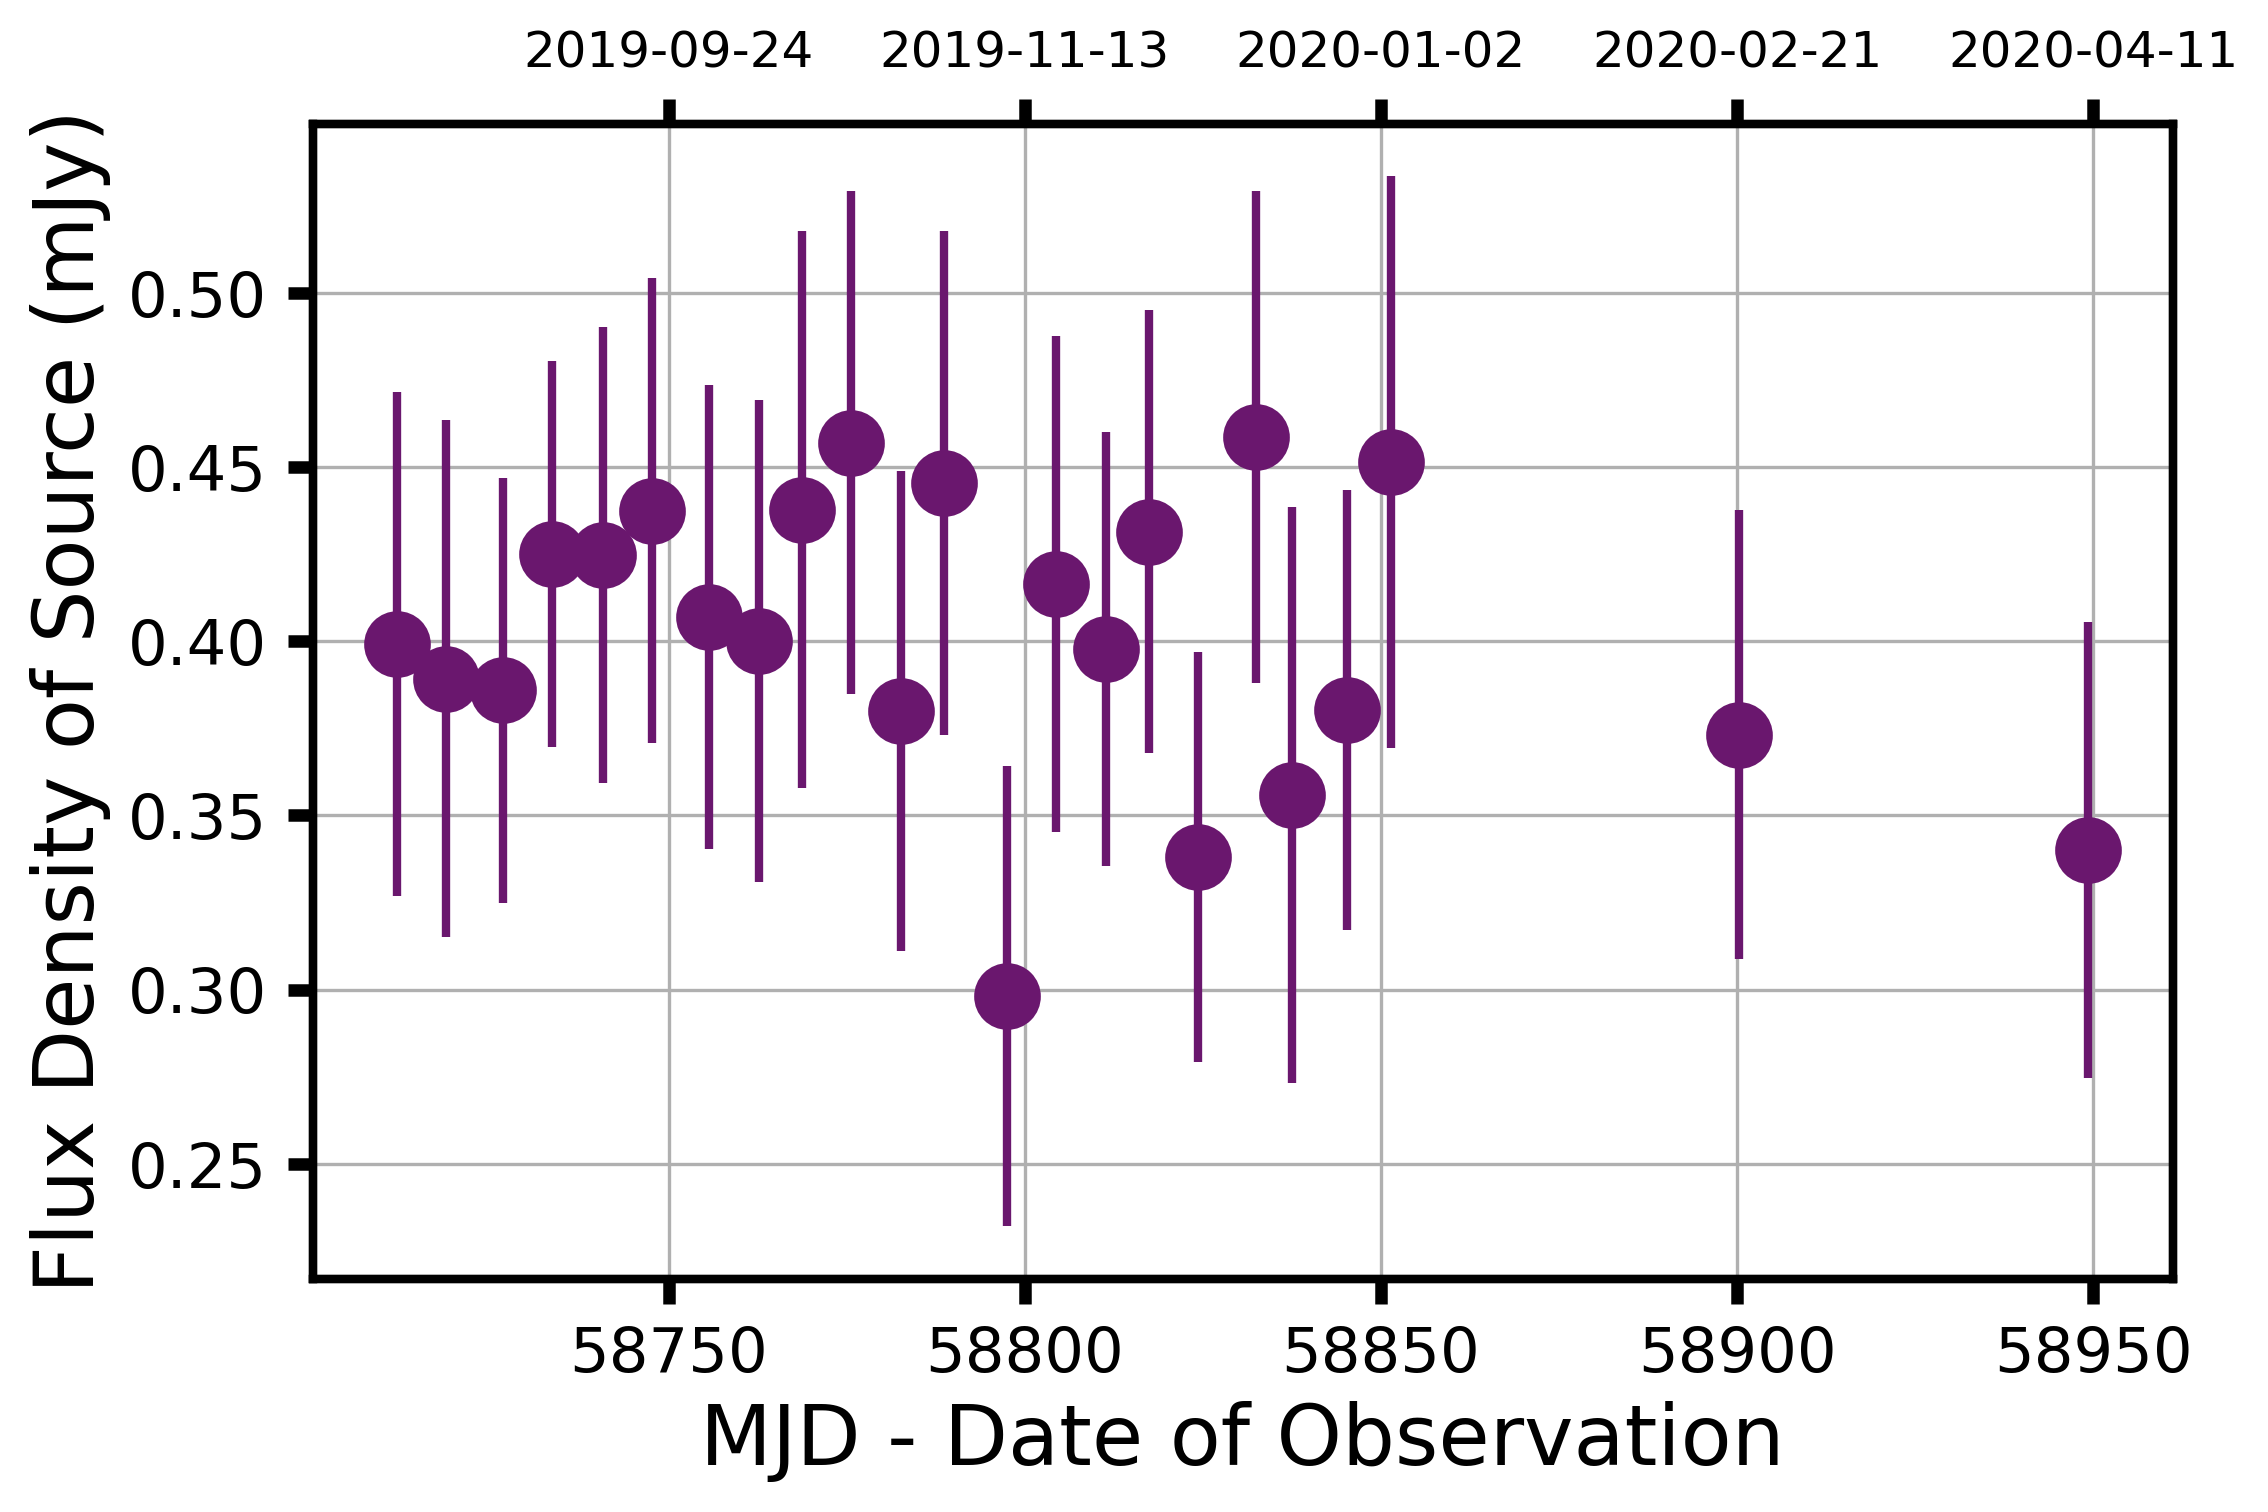 2019-09-24 2019-11-13 2020-01-02 2020-02-21 2020-04-11
Flux Density of Source (mJy)
0.50
0.45
0.40
0.35
0.30
0.25
58750 58800 58850 58900 58950
MJD - Date of Observation